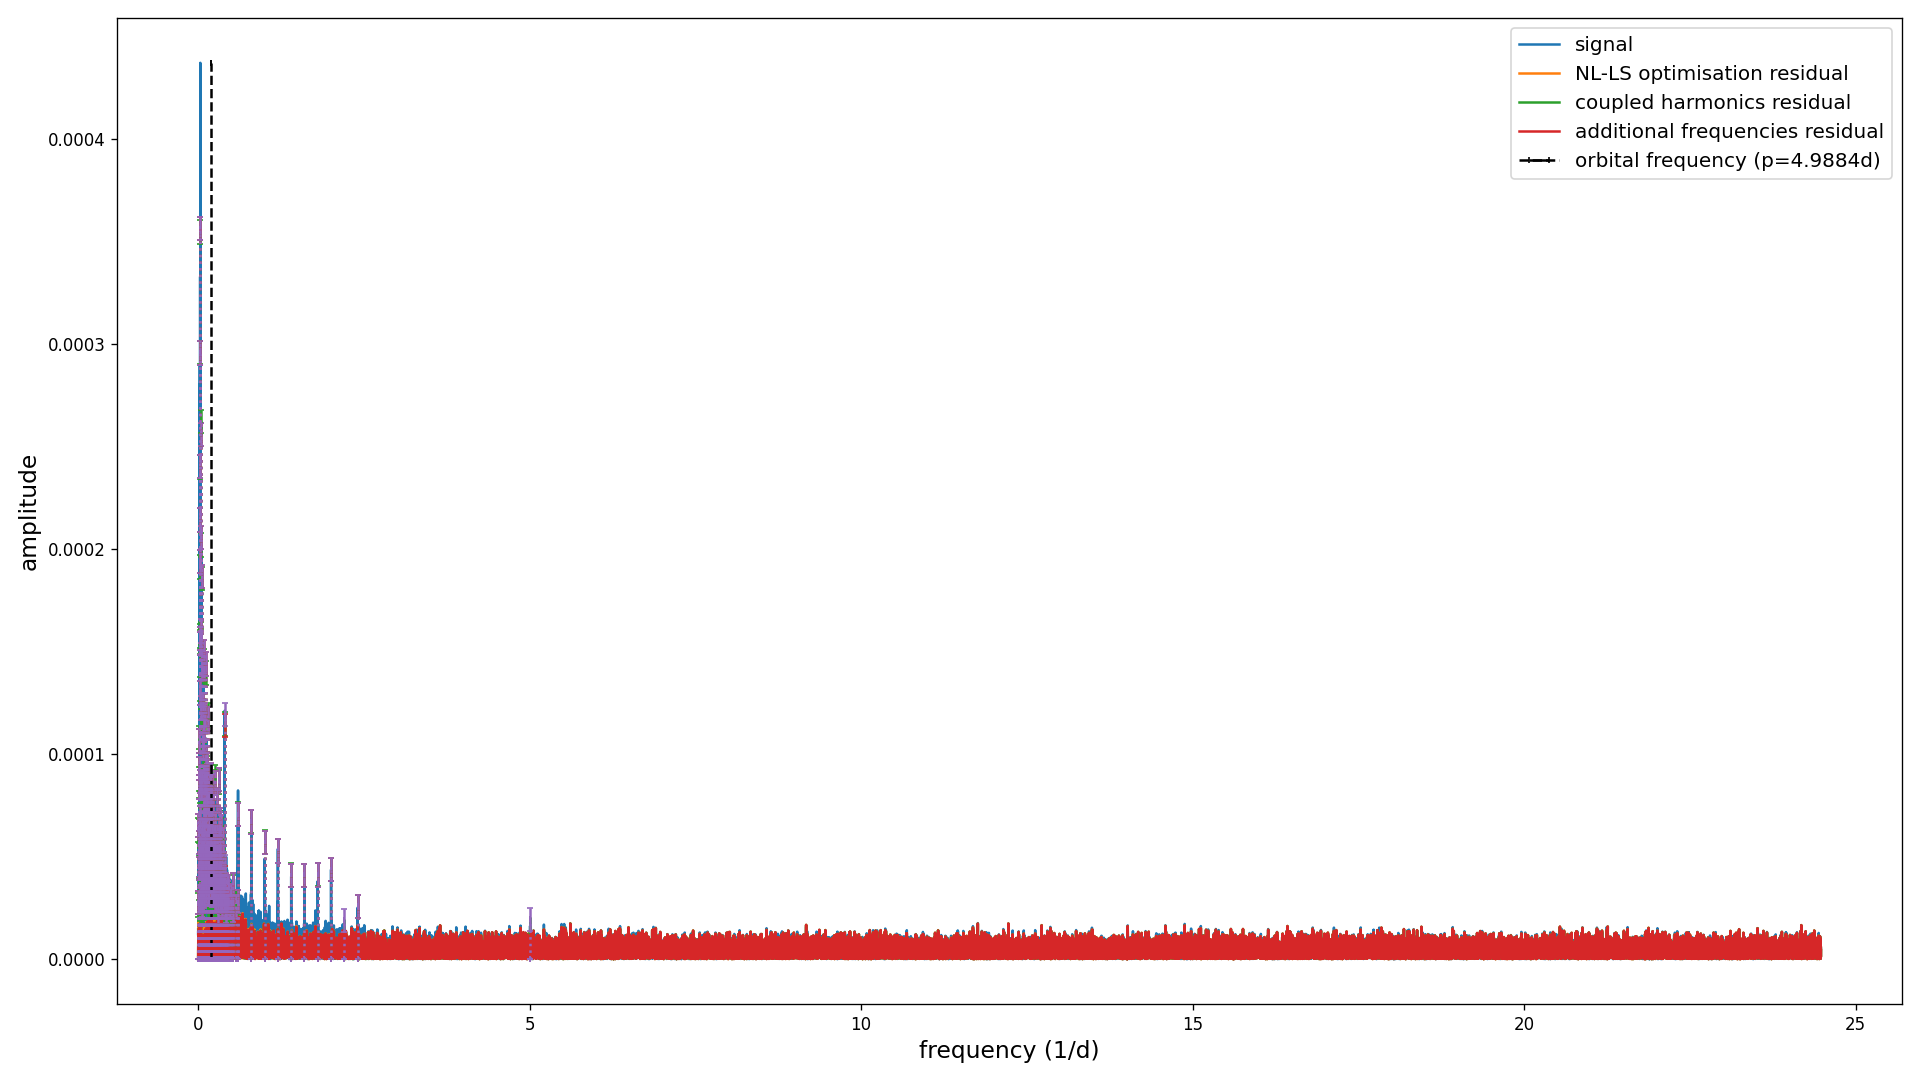 signal
NL-LS optimisation residual
coupled harmonics residual
additional frequencies residual
orbital frequency (p=4.9884d)
amplitude
0.0004
0.0003
0.0002
0.0001
0.0000
0
5
10
15
20
25
frequency (1/d)